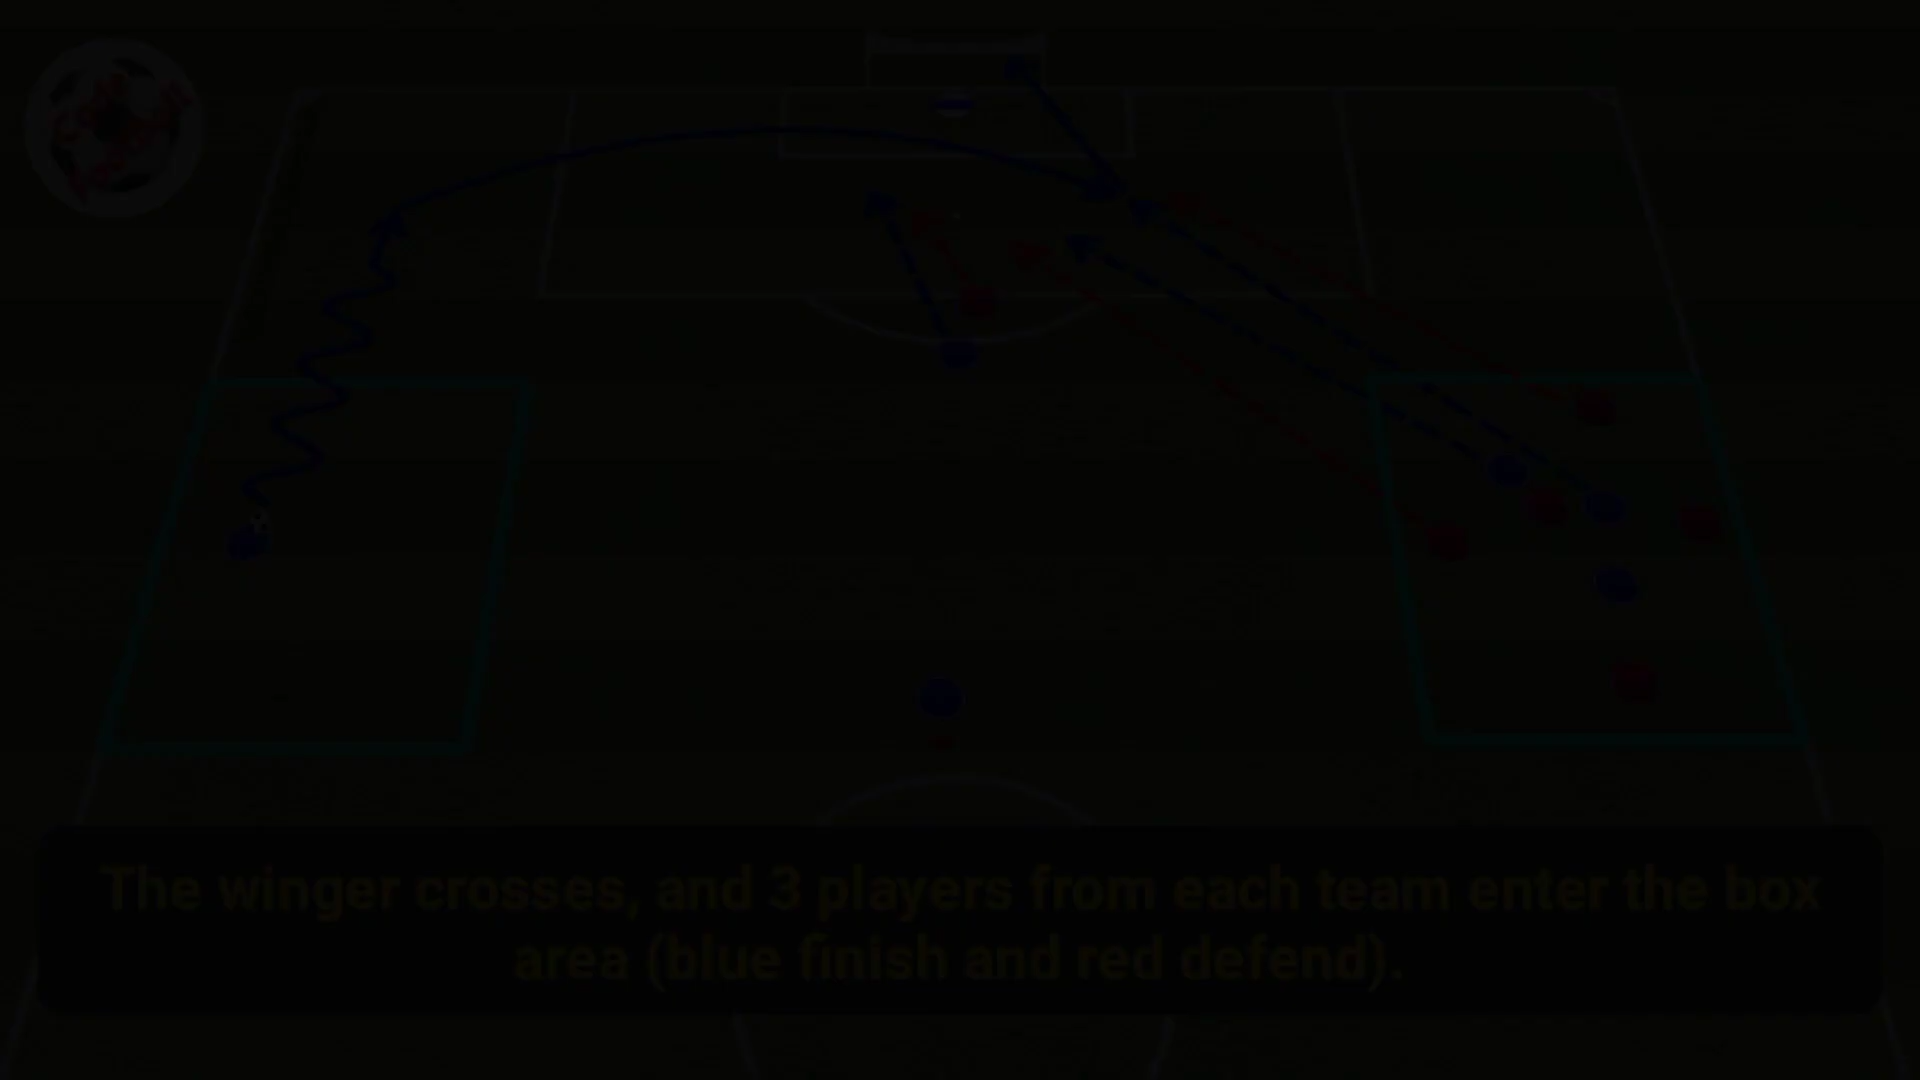 The winger crosses, and 3 players from each team enter the box
area (blue finish and red defend).